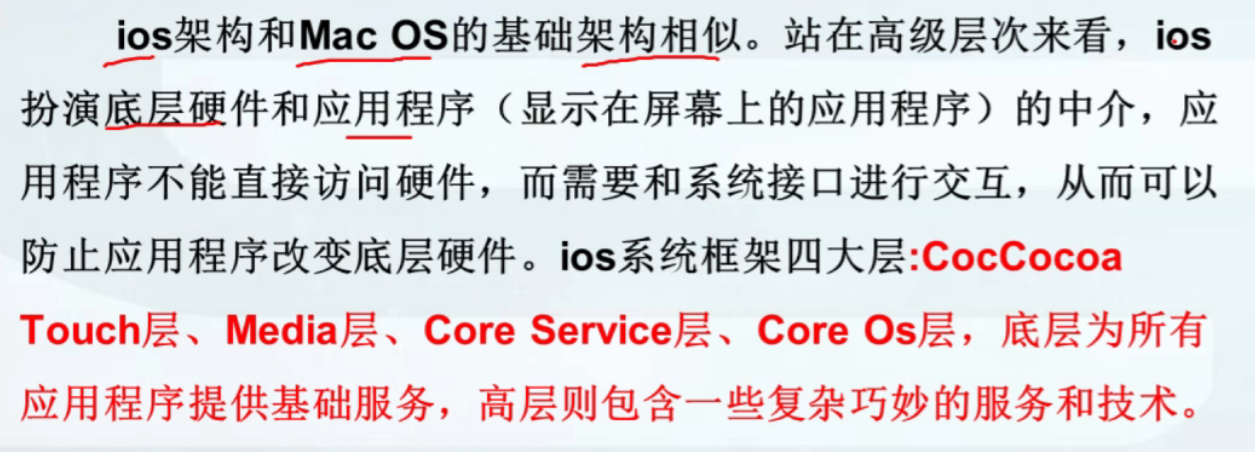 ios架构和Mac OS的基础架构相似。站在高级层次来看，ios
扮演底层硬件和应用程序（显示在屏幕上的应用程序）的中介，应
用程序不能直接访问硬件，而需要和系统接口进行交互，从而可以
防止应用程序改变底层硬件。ios系统框架四大层:CocCocoa
Touch层、Media层、Core Service层、Core Os层，底层为所有
应用程序提供基础服务，高层则包含一些复杂巧妙的服务和技术。